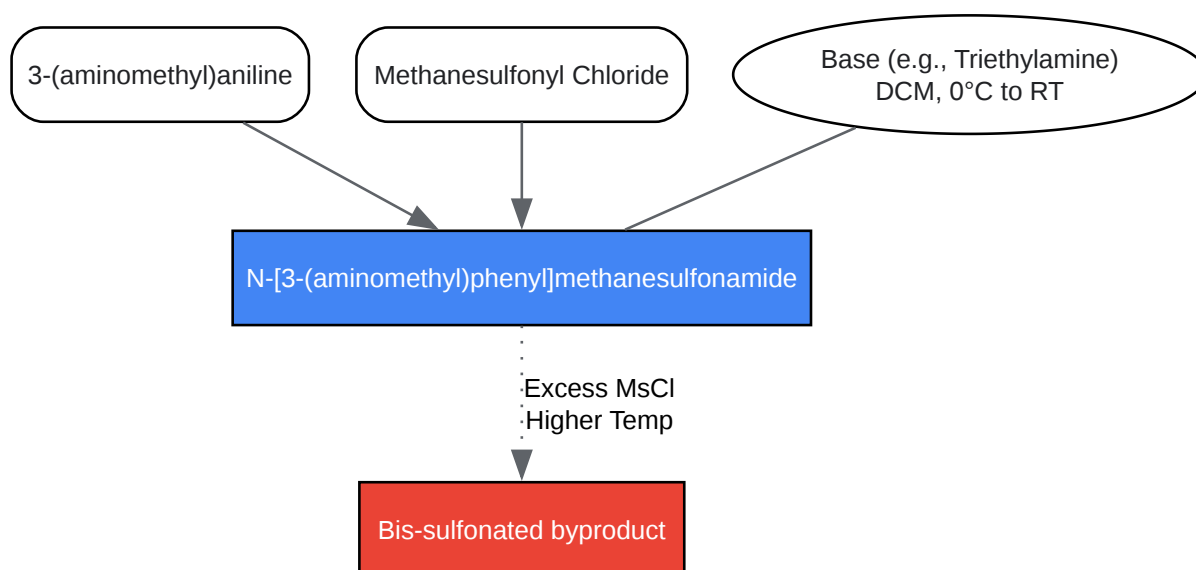 3-(aminomethyl)aniline
Methanesulfonyl Chloride
Base (e.g., Triethylamine)
DCM, 0°C to RT
N-[3-(aminomethyl)phenyl]methanesulfonamide
Excess MsCl
Higher Temp
Bis-sulfonated byproduct